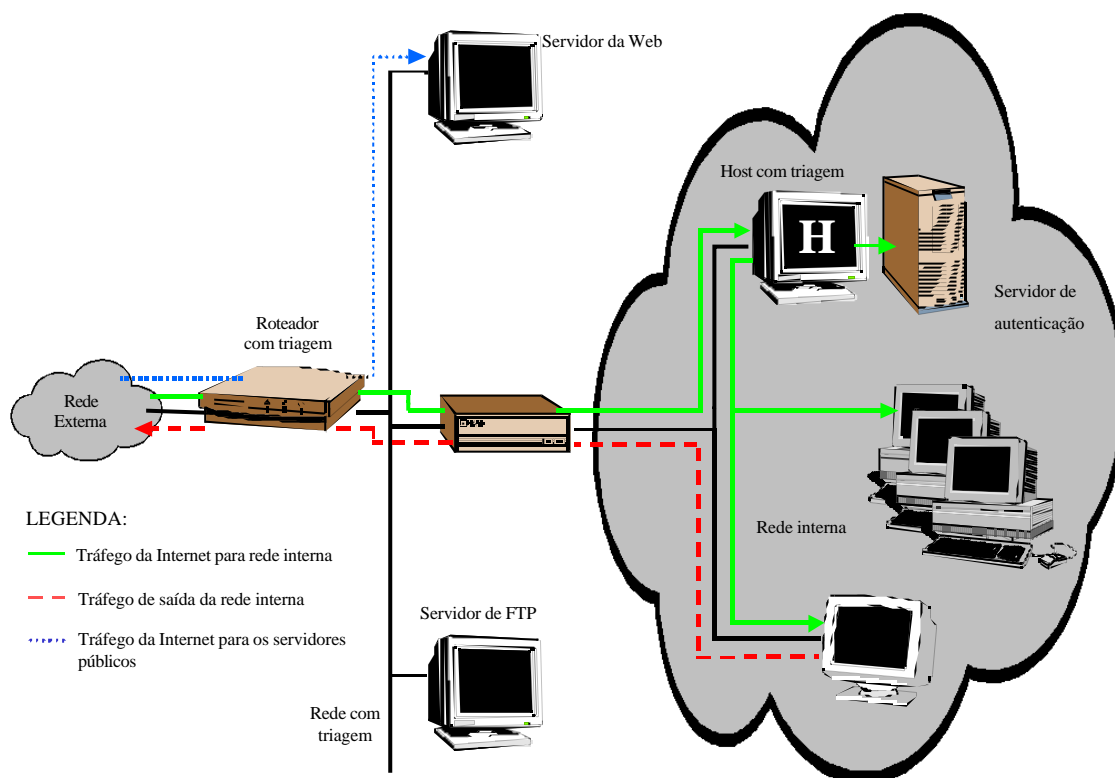 Servidor da Web
Host com triagem
H
Servidor de
autenticação
Roteador
com triagem
Rede
Externa
LEGENDA:
Tráfego da Internet para rede interna
Tráfego de saída da rede interna
Tráfego da Internet para os servidores
públicos
Rede interna
Servidor de FTP
Rede com
triagem